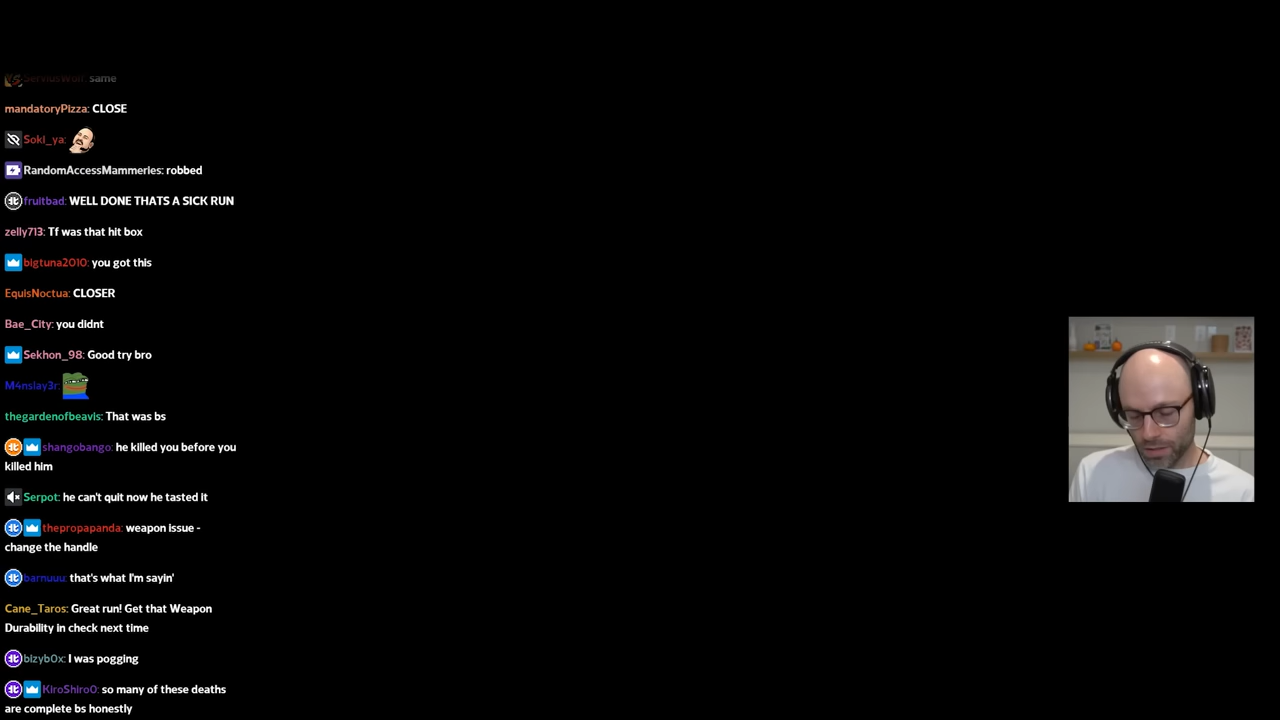 ServiusWolf: same
mandatoryPizza: CLOSE
Soki_ya:
RandomAccessMammeries: robbed
fruitbad: WELL DONE THATS A SICK RUN
zelly713: Tf was that hit box
bigtuna2010: you got this
EquisNoctua: CLOSER
Bae_City: you didnt
Sekhon_98: Good try bro
M4nslay3r:
thegardenofbeavis: That was bs
shangobango: he killed you before you
killed him
Serpot: he can't quit now he tasted it
thepropapanda: weapon issue -
change the handle
barnuuu: that's what I'm sayin'
Cane_Taros: Great run! Get that Weapon
Durability in check next time
bizyb0x: I was pogging
KiroShiro0: so many of these deaths
are complete bs honestly